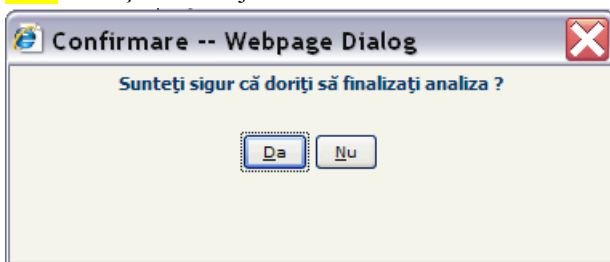 Confirmare -- Webpage Dialog
Sunteţi sigur că doriţi să finalizaţi analiza ?
Da Nu